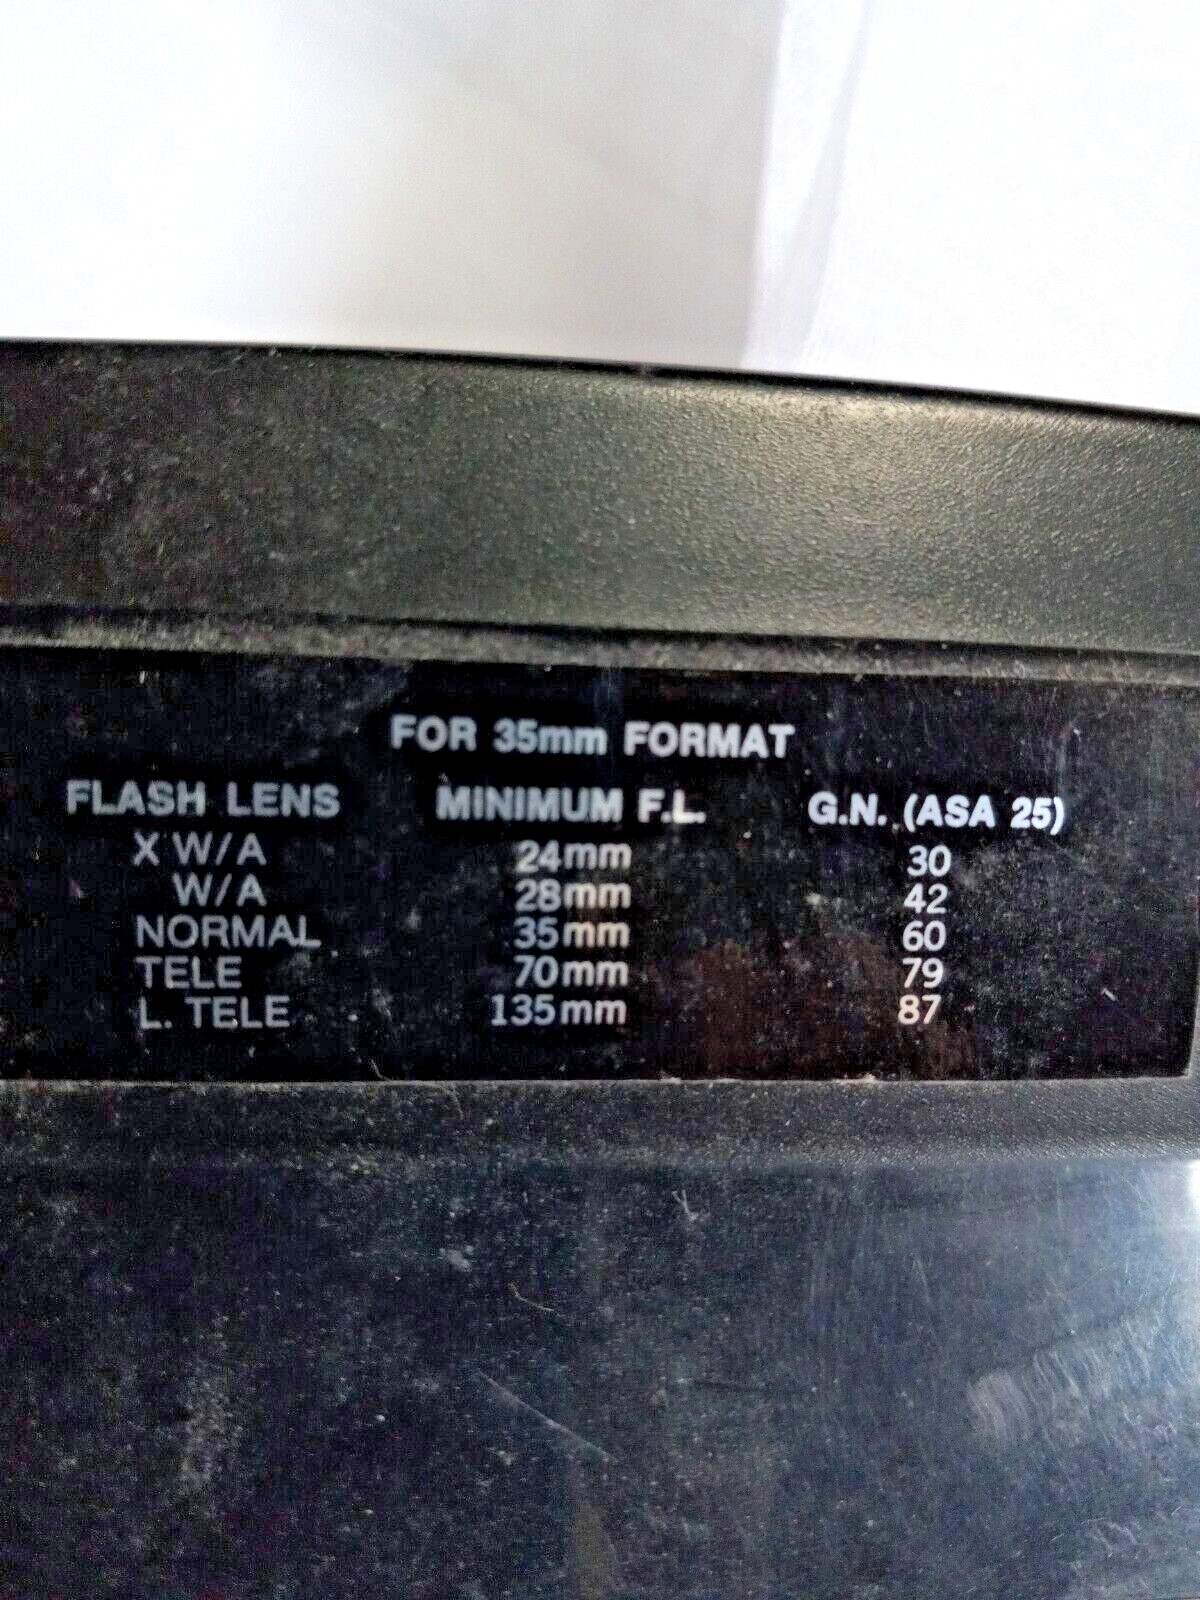 FOR 35mm FORMAT
FLASH LENS MINIMUM F.L. G.N. (ASA 25)
X W/A 24mm 30
W/A 28mm 42
NORMAL 35mm 60
TELE 70mm 79
L. TELE 135mm 87